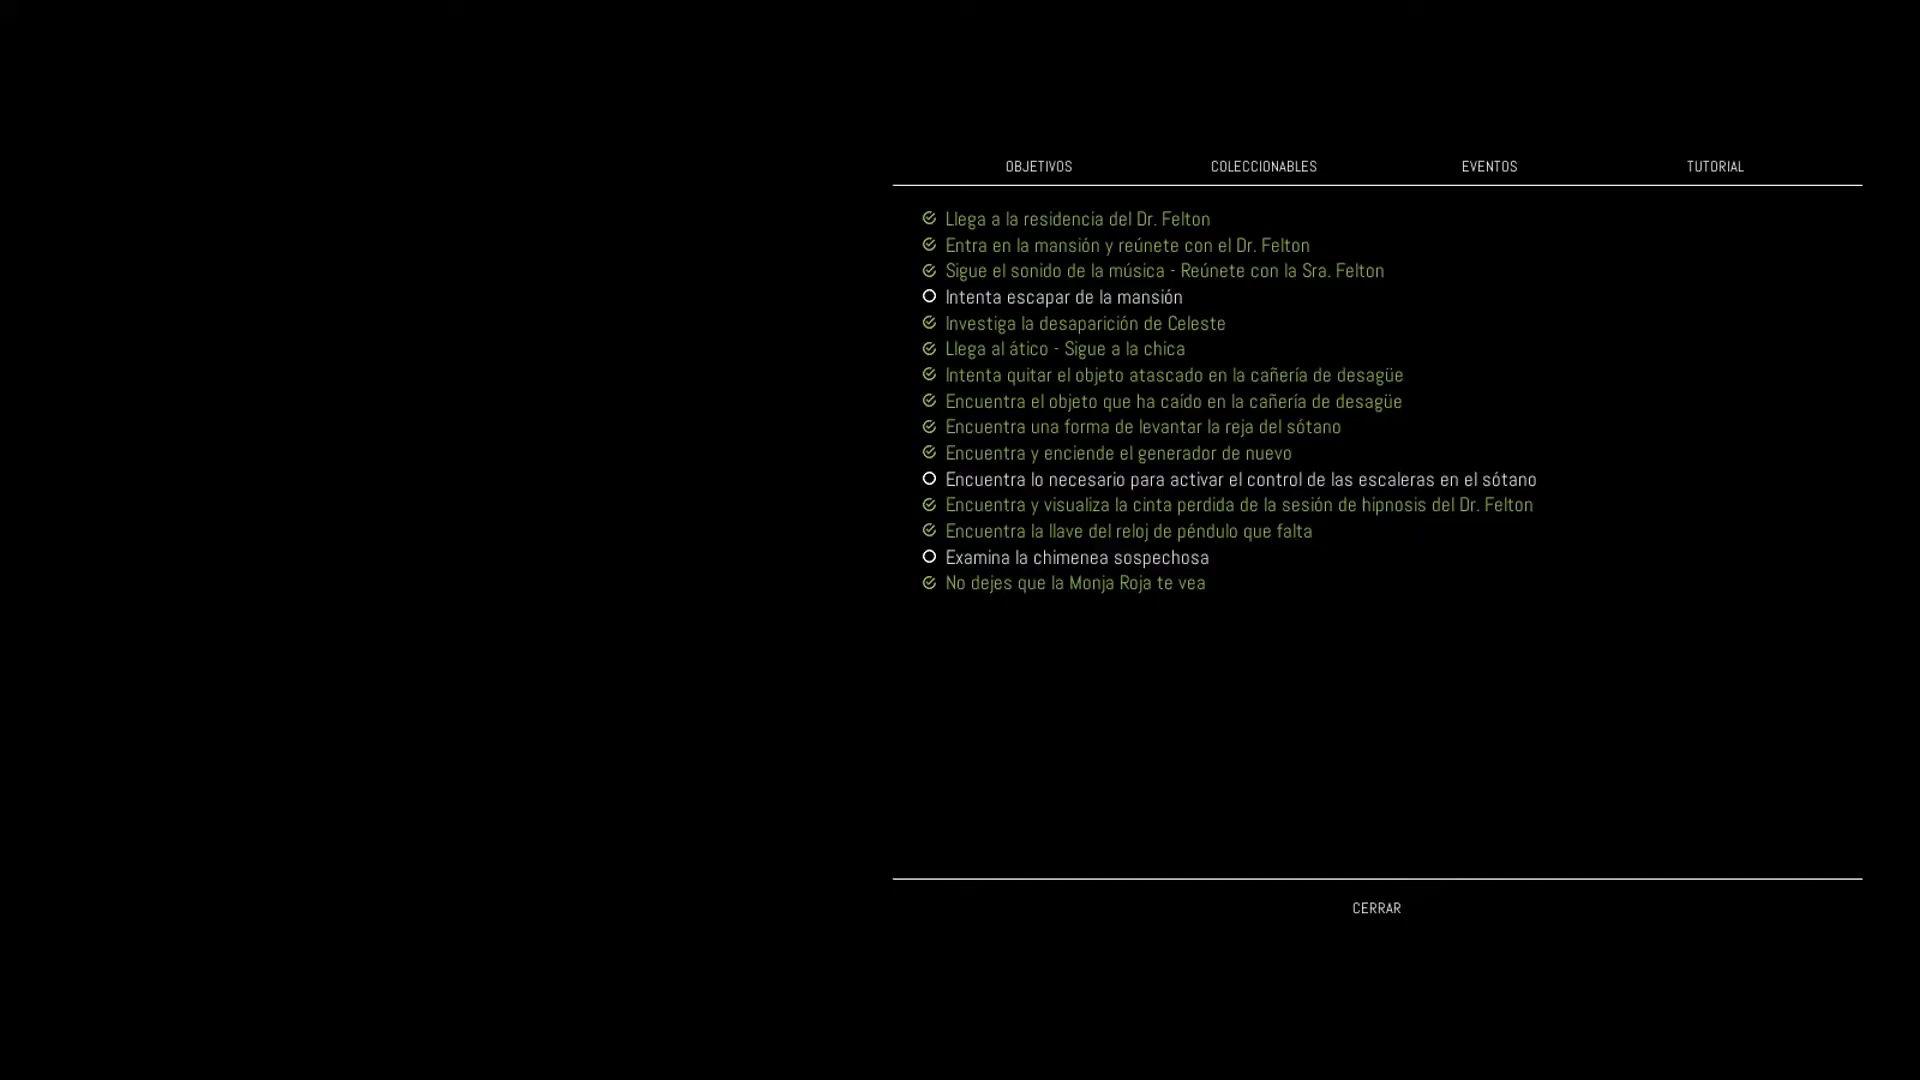 OBJETIVOS COLECCIONABLES EVENTOS TUTORIAL
Llega a la residencia del Dr. Felton
Entra en la mansión y reúnete con el Dr. Felton
Sigue el sonido de la música - Reúnete con la Sra. Felton
Intenta escapar de la mansión
Investiga la desaparición de Celeste
Llega al ático - Sigue a la chica
Intenta quitar el objeto atascado en la cañería de desagüe
Encuentra el objeto que ha caído en la cañería de desagüe
Encuentra una forma de levantar la reja del sótano
Encuentra y enciende el generador de nuevo
Encuentra lo necesario para activar el control de las escaleras en el sótano
Encuentra y visualiza la cinta perdida de la sesión de hipnosis del Dr. Felton
Encuentra la llave del reloj de péndulo que falta
Examina la chimenea sospechosa
No dejes que la Monja Roja te vea
CERRAR